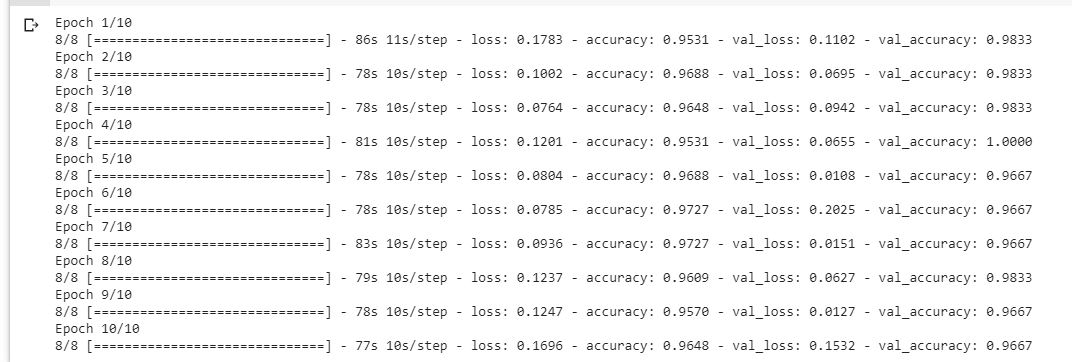 Epoch 1/10
8/8 [==============================] - 86s 11s/step - loss: 0.1783 - accuracy: 0.9531 - val_loss: 0.1102 - val_accuracy: 0.9833
Epoch 2/10
8/8 [==============================] - 78s 10s/step - loss: 0.1002 - accuracy: 0.9688 - val_loss: 0.0695 - val_accuracy: 0.9833
Epoch 3/10
8/8 [==============================] - 78s 10s/step - loss: 0.0764 - accuracy: 0.9648 - val_loss: 0.0942 - val_accuracy: 0.9833
Epoch 4/10
8/8 [==============================] - 81s 10s/step - loss: 0.1201 - accuracy: 0.9531 - val_loss: 0.0655 - val_accuracy: 1.0000
Epoch 5/10
8/8 [==============================] - 78s 10s/step - loss: 0.0804 - accuracy: 0.9688 - val_loss: 0.0108 - val_accuracy: 0.9667
Epoch 6/10
8/8 [==============================] - 78s 10s/step - loss: 0.0785 - accuracy: 0.9727 - val_loss: 0.2025 - val_accuracy: 0.9667
Epoch 7/10
8/8 [==============================] - 83s 10s/step - loss: 0.0936 - accuracy: 0.9727 - val_loss: 0.0151 - val_accuracy: 0.9667
Epoch 8/10
8/8 [==============================] - 79s 10s/step - loss: 0.1237 - accuracy: 0.9609 - val_loss: 0.0627 - val_accuracy: 0.9833
Epoch 9/10
8/8 [==============================] - 78s 10s/step - loss: 0.1247 - accuracy: 0.9570 - val_loss: 0.0127 - val_accuracy: 0.9667
Epoch 10/10
8/8 [==============================] - 77s 10s/step - loss: 0.1696 - accuracy: 0.9648 - val_loss: 0.1532 - val_accuracy: 0.9667